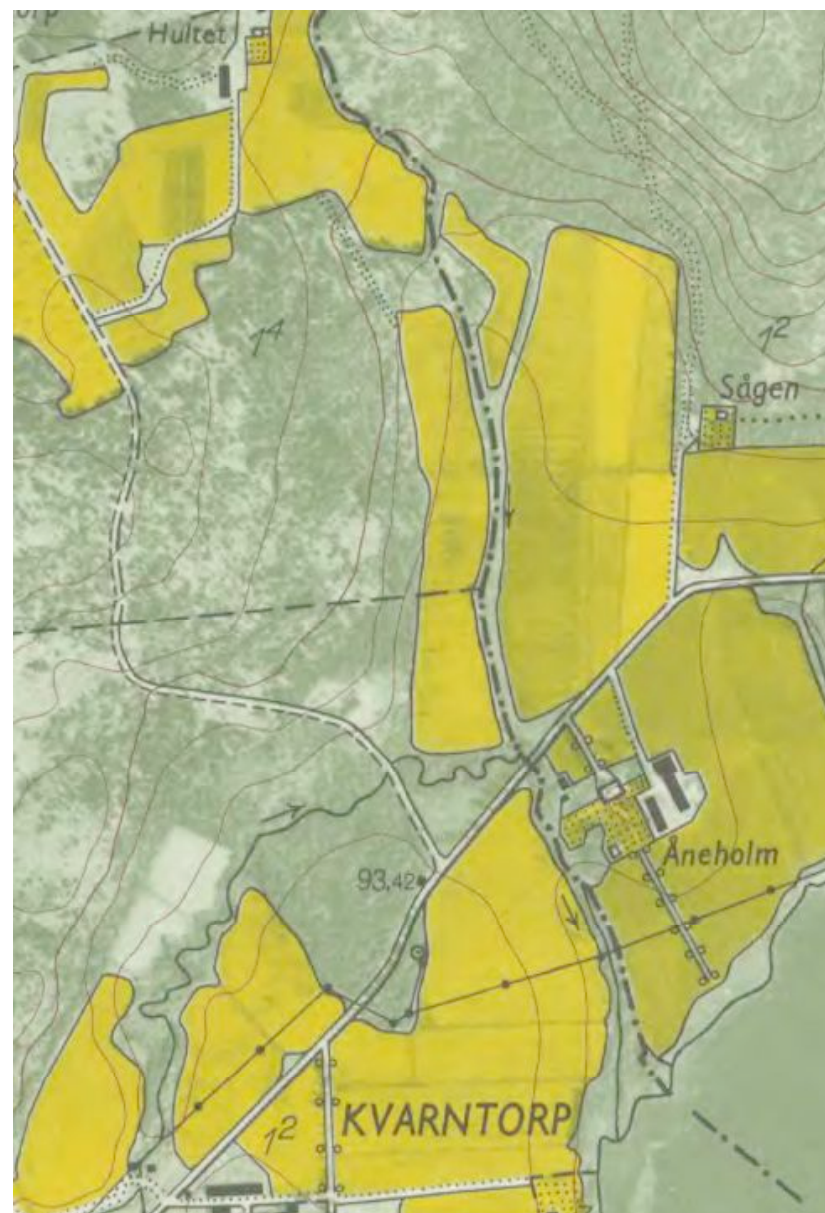 Hultet
1⁴
1²
Sågen
93,42
Åneholm
1²
KVARNTORP